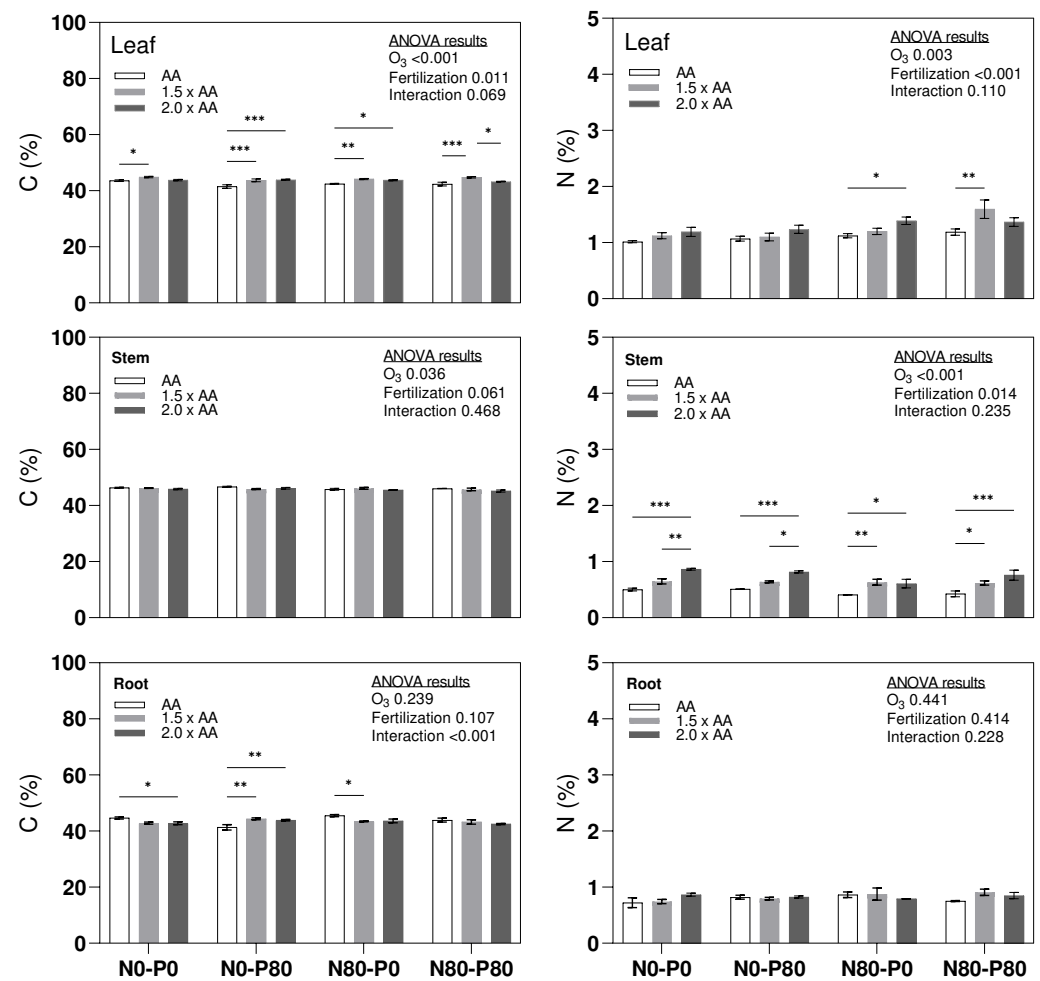 100
80
60
40
20
0
C (%)
Leaf
AA
1.5 x AA
2.0 x AA
ANOVA results
O3 <0.001
Fertilization 0.011
Interaction 0.069
*
***
***
*
**
***
*
5
4
3
2
1
0
N (%)
Leaf
AA
1.5 x AA
2.0 x AA
ANOVA results
O3 0.003
Fertilization <0.001
Interaction 0.110
*
**
100
80
60
40
20
0
C (%)
Stem
AA
1.5 x AA
2.0 x AA
ANOVA results
O3 0.036
Fertilization 0.061
Interaction 0.468
5
4
3
2
1
0
N (%)
Stem
AA
1.5 x AA
2.0 x AA
ANOVA results
O3 <0.001
Fertilization 0.014
Interaction 0.235
***
**
***
*
*
**
***
*
100
80
60
40
20
0
C (%)
Root
AA
1.5 x AA
2.0 x AA
ANOVA results
O3 0.239
Fertilization 0.107
Interaction <0.001
*
**
**
*
N0-P0 N0-P80 N80-P0 N80-P80
5
4
3
2
1
0
N (%)
Root
AA
1.5 x AA
2.0 x AA
ANOVA results
O3 0.441
Fertilization 0.414
Interaction 0.228
N0-P0 N0-P80 N80-P0 N80-P80